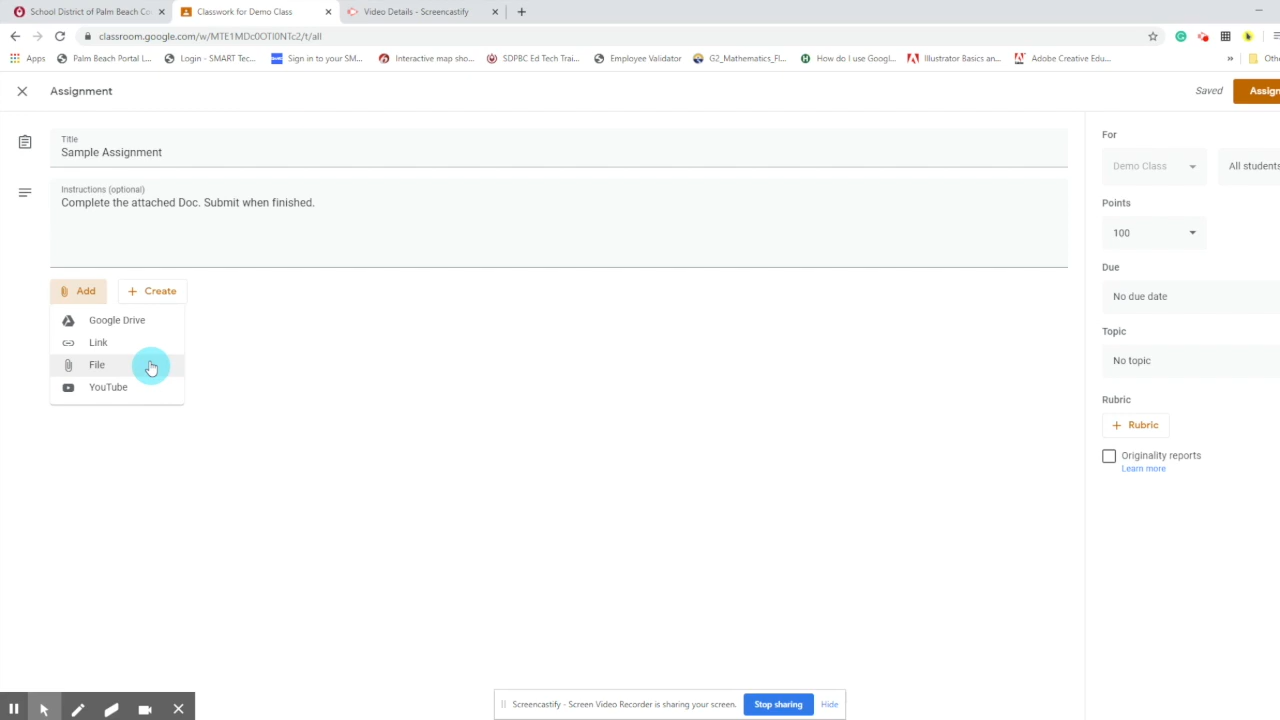 School District of Palm Beach Co
Classwork for Demo Class
Video Details - Screencastify
classroom.google.com/w/MTE1MDc0OTI0NTc2/t/all
Apps
Palm Beach Portal L...
Login - SMART Tec...
Sign in to your SM...
Interactive map sho...
SDPBC Ed Tech Trai...
Employee Validator
G2_Mathematics_Fl...
How do I use Googl...
Illustrator Basics an...
Adobe Creative Edu...
»
Othe
Assignment
Saved
Assign
Title
Sample Assignment
Instructions (optional)
Complete the attached Doc. Submit when finished.
Add
+ Create
Google Drive
Link
File
YouTube
For
Demo Class
All students
Points
100
Due
No due date
Topic
No topic
Rubric
+ Rubric
Originality reports
Learn more
Screencastify - Screen Video Recorder is sharing your screen.
Stop sharing
Hide